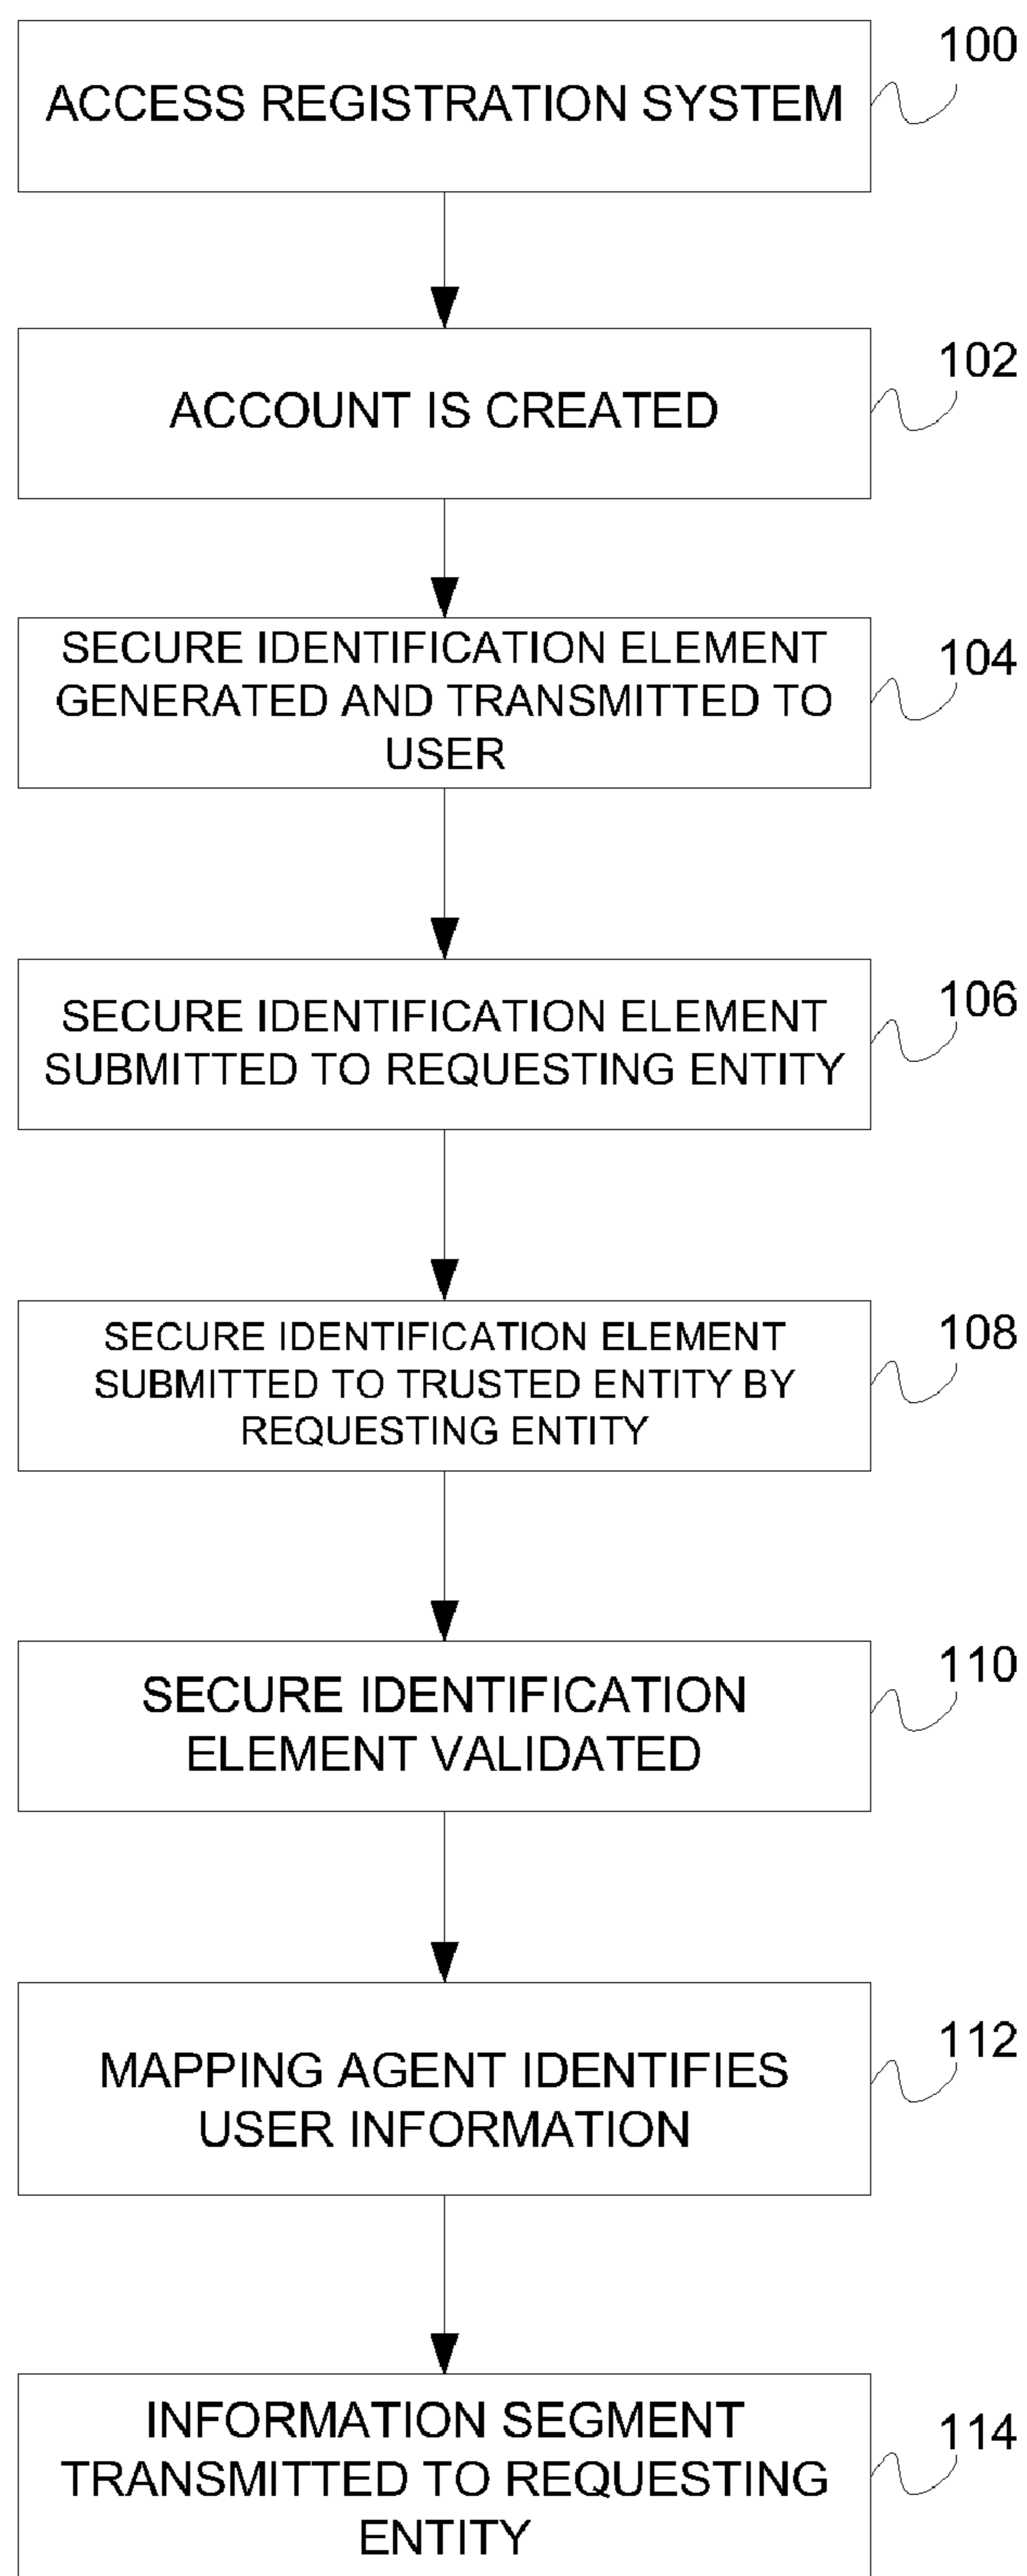 100
ACCESS REGISTRATION SYSTEM
102
ACCOUNT IS CREATED
SECURE IDENTIFICATION ELEMENT
104
GENERATED AND TRANSMITTED TO
USER
106
SECURE IDENTIFICATION ELEMENT
SUBMITTED TO REQUESTING ENTITY
108
SECURE IDENTIFICATION ELEMENT
SUBMITTED TO TRUSTED ENTITY BY
REQUESTING ENTITY
110
SECURE IDENTIFICATION
ELEMENT VALIDATED
112
MAPPING AGENT IDENTIFIES
USER INFORMATION
INFORMATION SEGMENT
114
TRANSMITTED TO REQUESTING
ENTITY